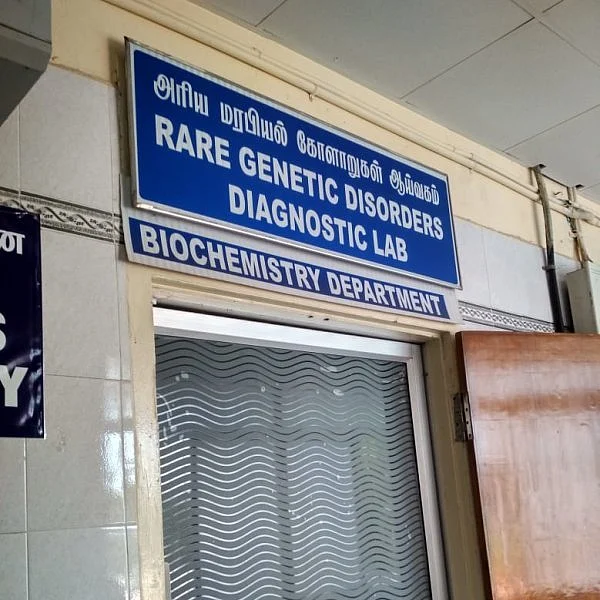 அரிய மரபியல் கோளாறுகள் ஆய்வகம்
RARE GENETIC DISORDERS
DIAGNOSTIC LAB
BIOCHEMISTRY DEPARTMENT